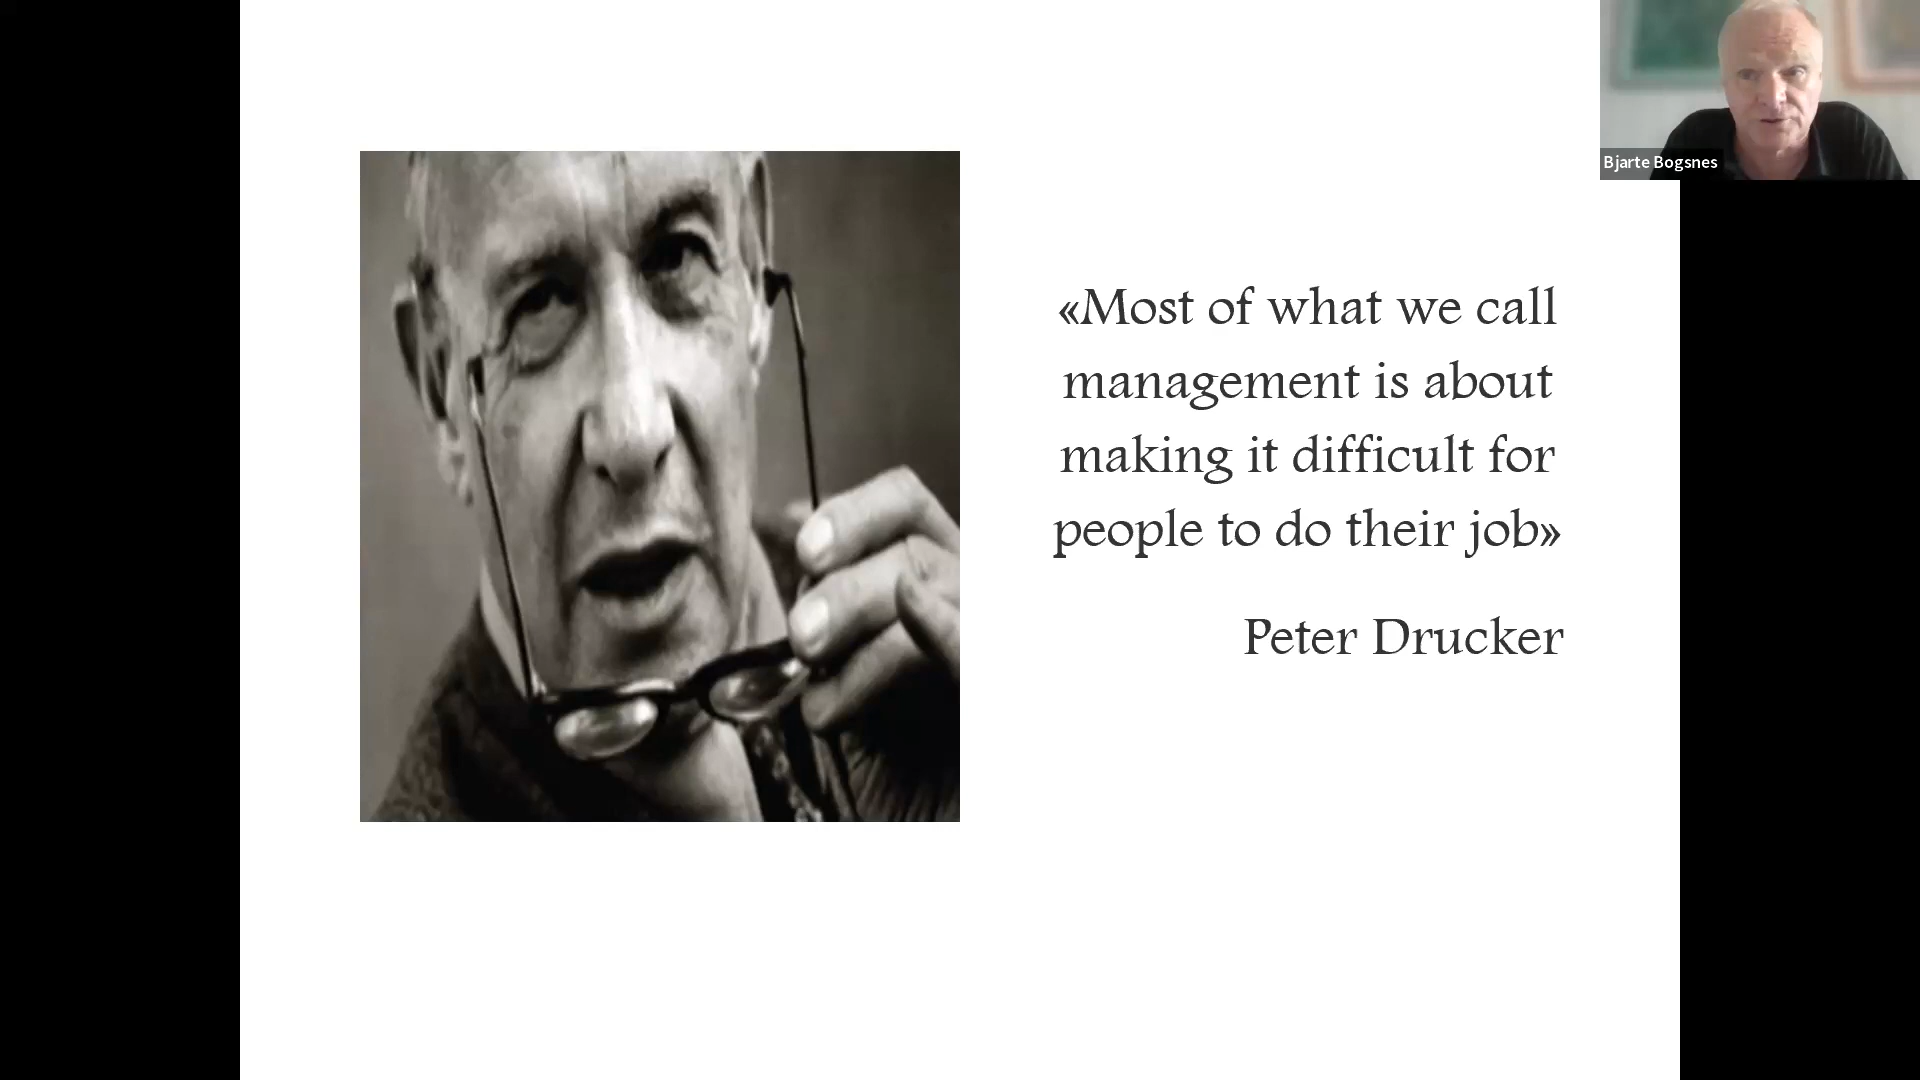 «Most of what we call
management is about
making it difficult for
people to do their job»
Peter Drucker
Bjarte Bogsnes